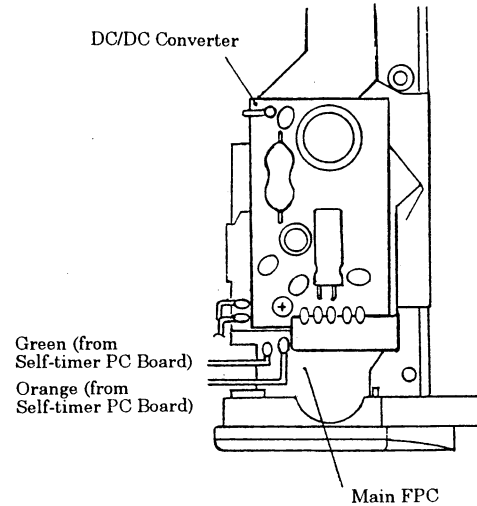 DC/DC Converter
Green (from
Self-timer PC Board)
Orange (from
Self-timer PC Board)
Main FPC